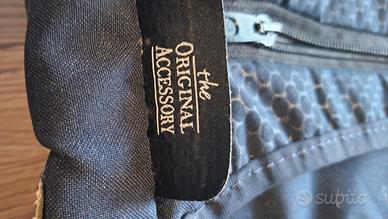 the
ORIGINAL
ACCESSORY
subito